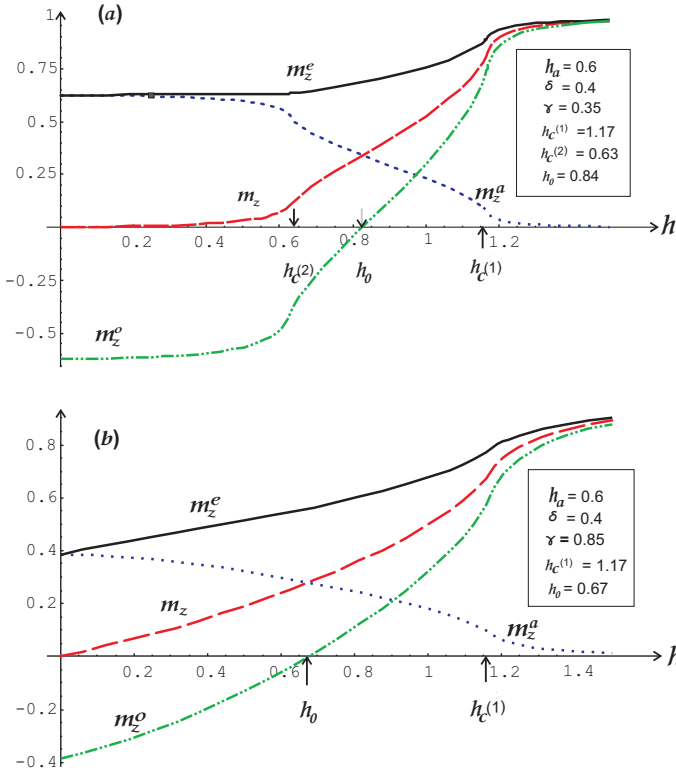 (a)
1
0.75
0.5
0.25
-0.25
-0.5
0.2
0.4
0.6
0.8
1
1.2
h
m_z^e
m_z
m_z^a
m_z^o
h_c^(2)
h_0
h_c^(1)
h_a = 0.6
δ = 0.4
γ = 0.35
h_c^(1) =1.17
h_c^(2) = 0.63
h_0 = 0.84
(b)
0.8
0.6
0.4
0.2
-0.2
-0.4
0.2
0.4
0.6
0.8
1
1.2
1.4
h
m_z^e
m_z
m_z^a
m_z^o
h_0
h_c^(1)
h_a = 0.6
δ = 0.4
γ = 0.85
h_c^(1) = 1.17
h_0 = 0.67